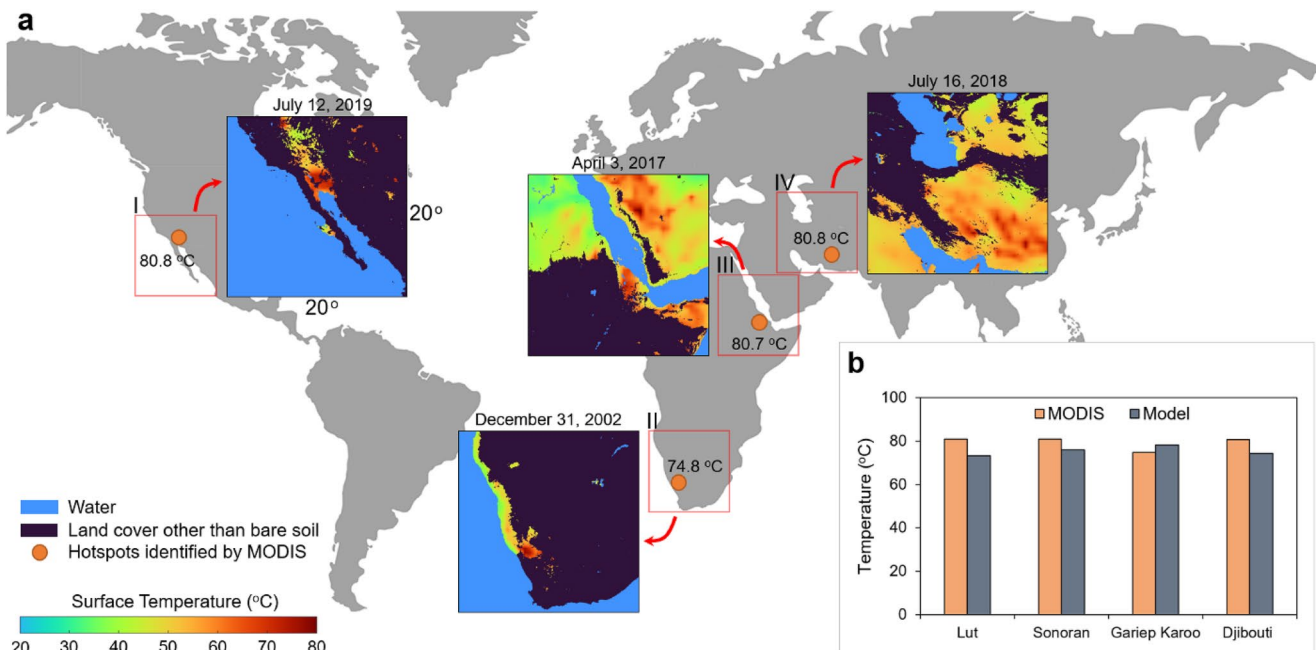 a
July 12, 2019
I
80.8 °C
20°
20°
April 3, 2017
III
80.7 °C
July 16, 2018
IV
80.8 °C
December 31, 2002
II
74.8 °C
Water
Land cover other than bare soil
Hotspots identified by MODIS
Surface Temperature (°C)
20 30 40 50 60 70 80
b
MODIS Model
Temperature (°C)
100
80
60
40
20
0
Lut Sonoran Gariep Karoo Djibouti